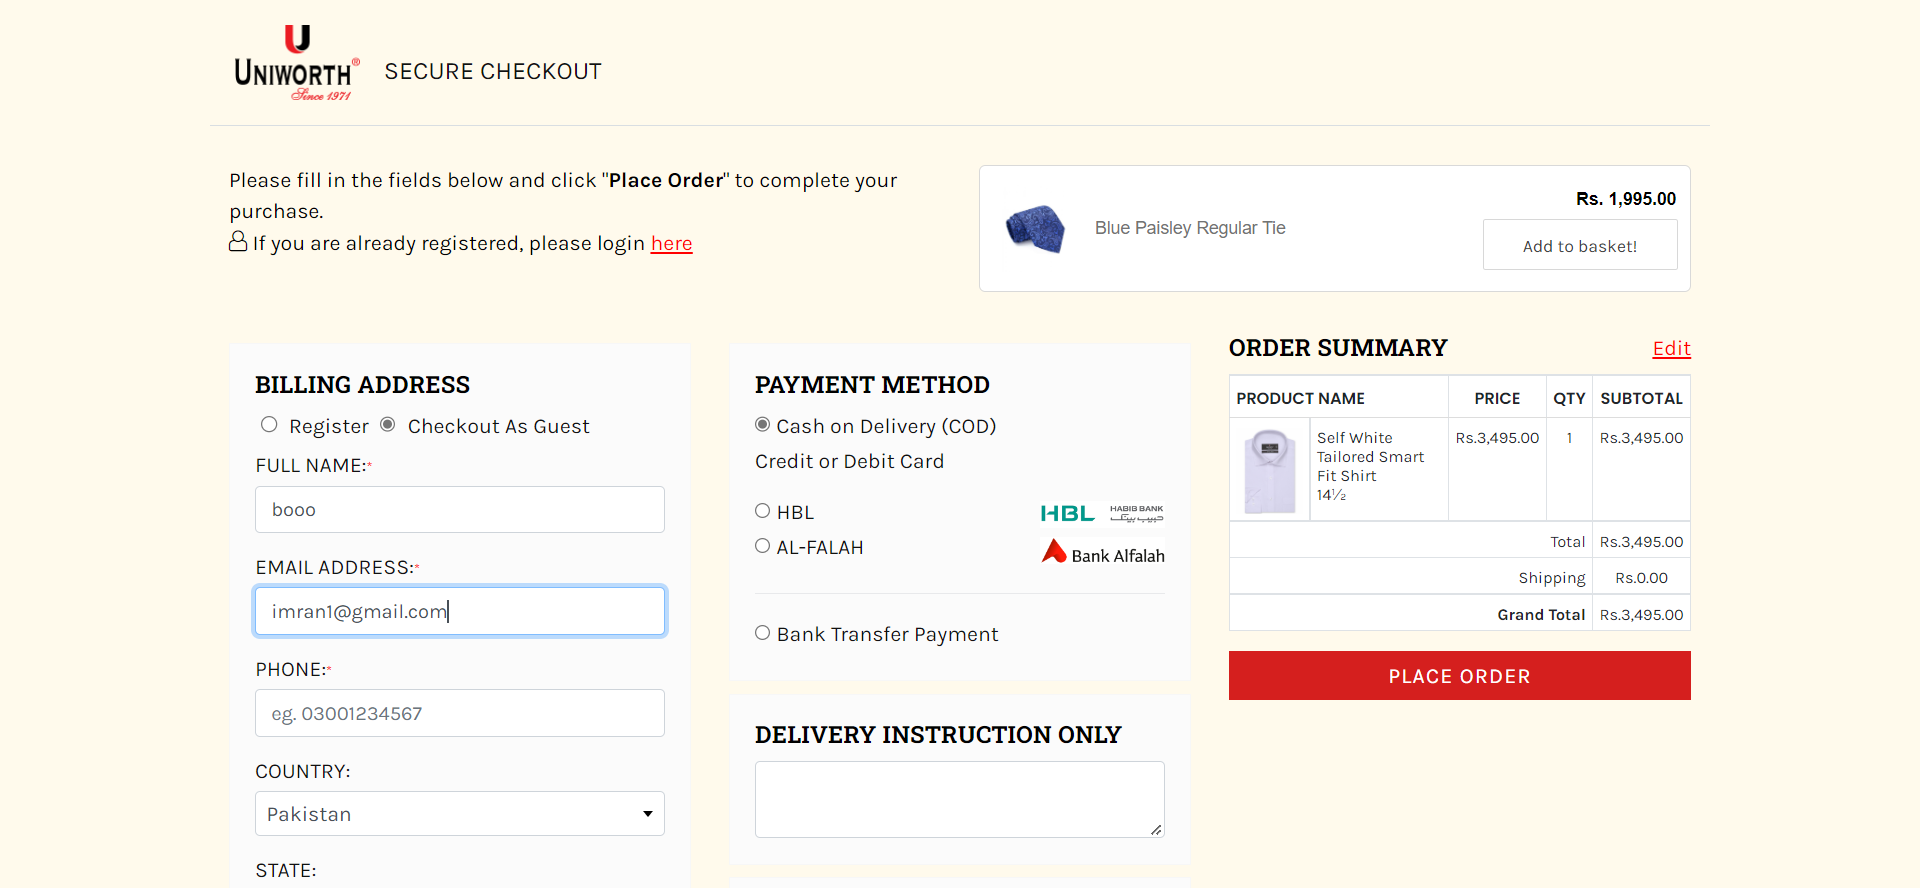 U
UNIWORTH®
Since 1971
SECURE CHECKOUT
Please fill in the fields below and click "Place Order" to complete your
purchase.
If you are already registered, please login here
Blue Paisley Regular Tie
Rs. 1,995.00
Add to basket!
BILLING ADDRESS
Register Checkout As Guest
FULL NAME:*
booo
EMAIL ADDRESS:*
imran1@gmail.com
PHONE:*
eg. 03001234567
COUNTRY:
Pakistan
STATE:
PAYMENT METHOD
Cash on Delivery (COD)
Credit or Debit Card
HBL
HBL HABIB BANK
حبیب بینک
AL-FALAH
Bank Alfalah
Bank Transfer Payment
DELIVERY INSTRUCTION ONLY
ORDER SUMMARY
Edit
PRODUCT NAME PRICE QTY SUBTOTAL
Self White Rs.3,495.00 1 Rs.3,495.00
Tailored Smart
Fit Shirt
14½
Total Rs.3,495.00
Shipping Rs.0.00
Grand Total Rs.3,495.00
PLACE ORDER